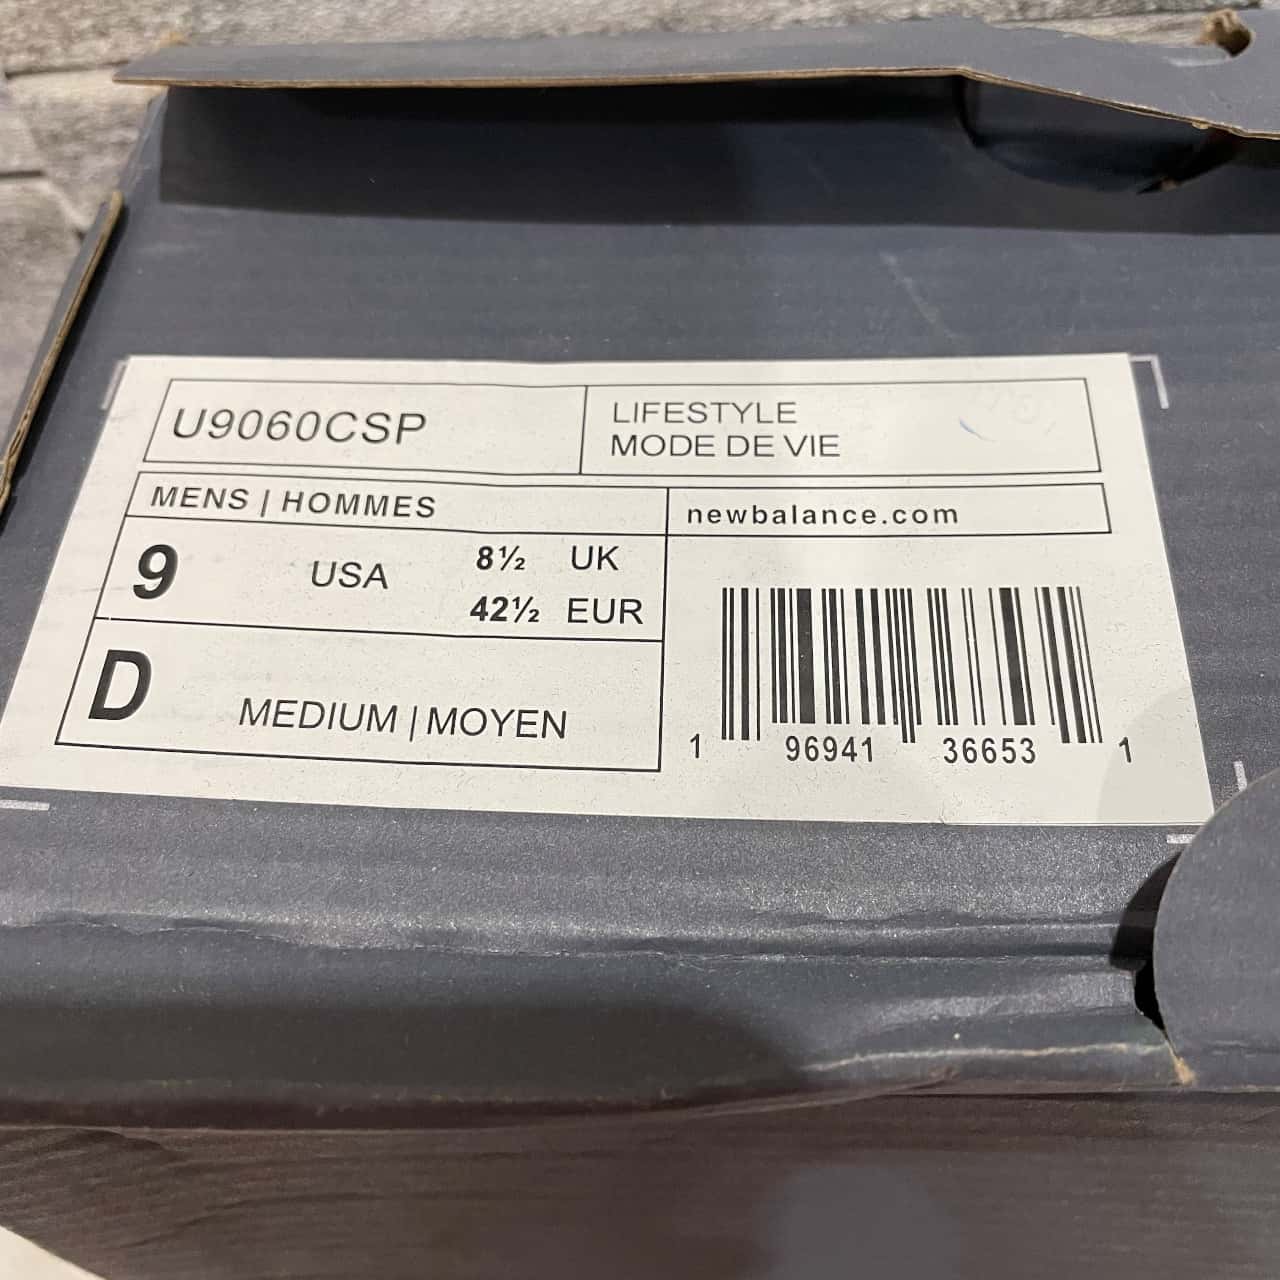 U9060CSP
LIFESTYLE
MODE DE VIE
MENS | HOMMES
newbalance.com
9 USA 8½ UK
42½ EUR
D MEDIUM | MOYEN
1 96941 36653 1